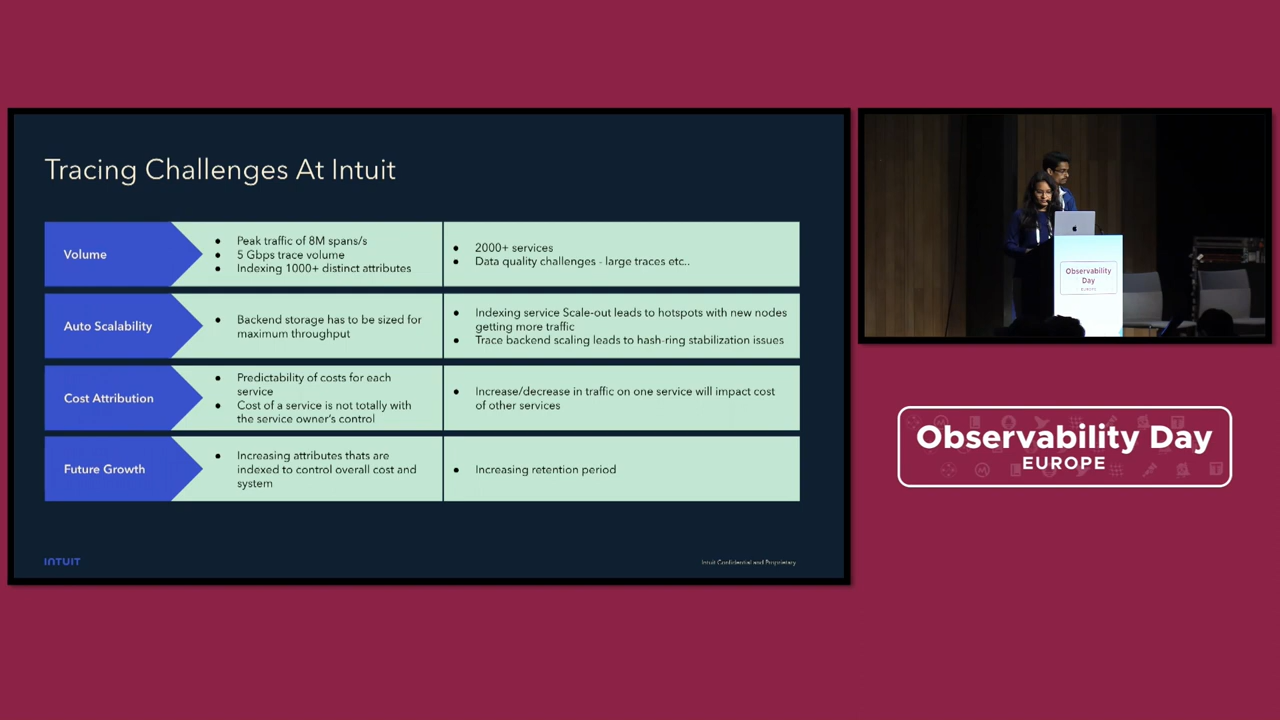 Tracing Challenges At Intuit
Volume
● Peak traffic of 8M spans/s
● 5 Gbps trace volume
● Indexing 1000+ distinct attributes
● 2000+ services
● Data quality challenges - large traces etc..
Auto Scalability
● Backend storage has to be sized for
maximum throughput
● Indexing service Scale-out leads to hotspots with new nodes
getting more traffic
● Trace backend scaling leads to hash-ring stabilization issues
Cost Attribution
● Predictability of costs for each
service
● Cost of a service is not totally with
the service owner's control
● Increase/decrease in traffic on one service will impact cost
of other services
Future Growth
● Increasing attributes thats are
indexed to control overall cost and
system
● Increasing retention period
INTUIT
Intuit Confidential and Proprietary
Observability
Day
EUROPE
Observability Day
EUROPE